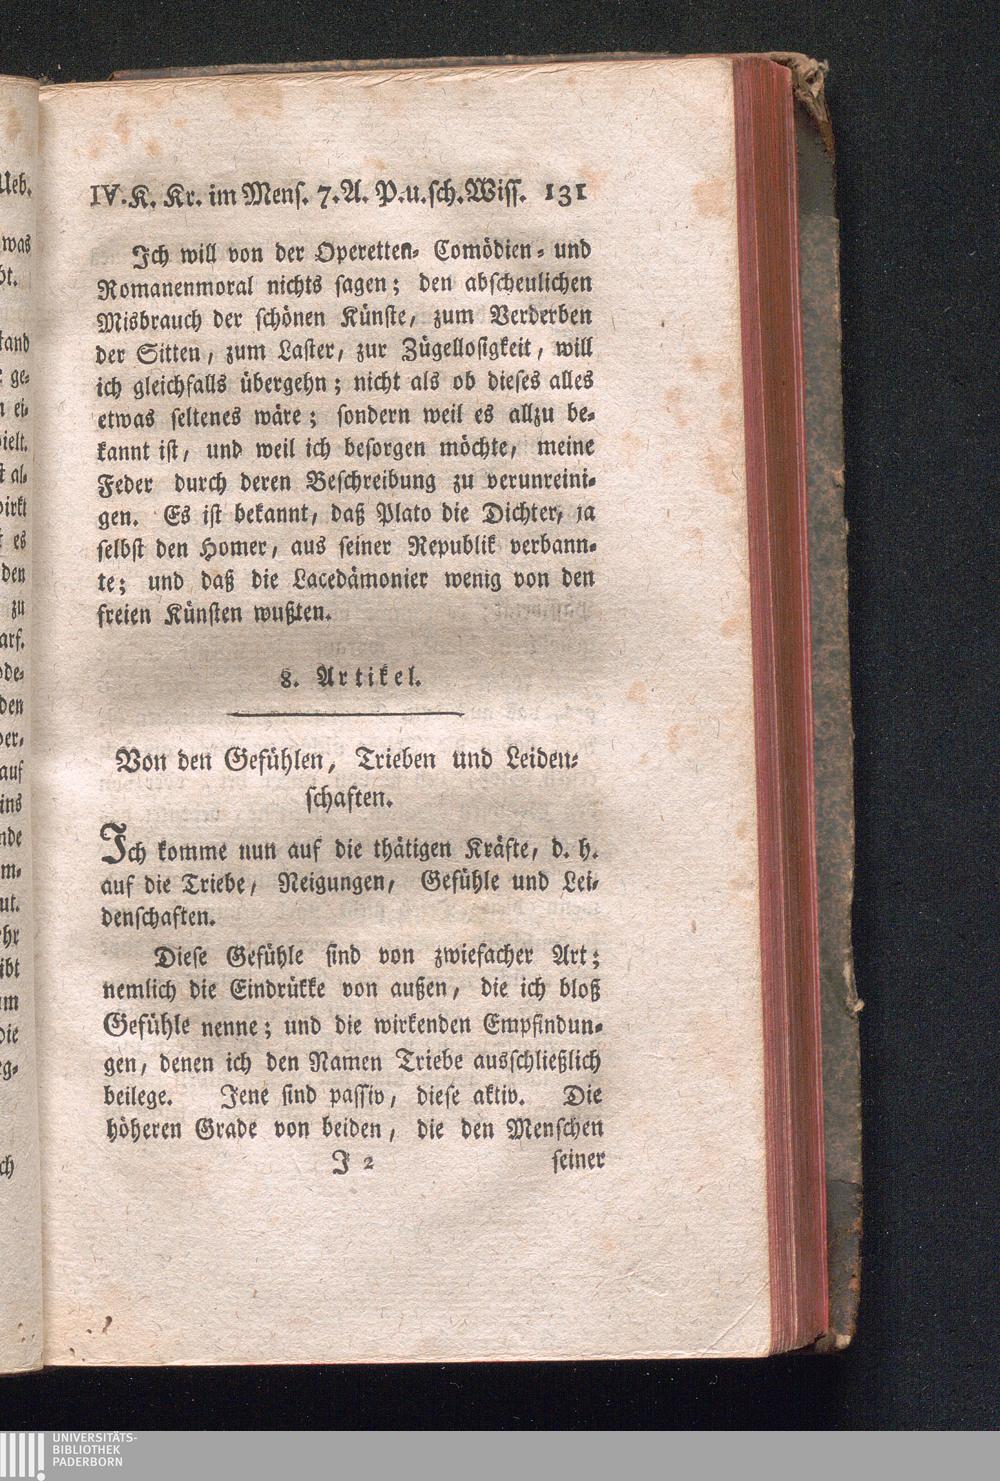 IV. K. Kr. im Mens. 7. A. P. u. sch. Wiss. 131
Ich will von der Operetten- Comödien- und
Romanenmoral nichts sagen; den abscheulichen
Misbrauch der schönen Künste, zum Verderben
der Sitten, zum Laster, zur Zügellosigkeit, will
ich gleichfalls übergehn; nicht als ob dieses alles
etwas seltenes wäre; sondern weil es allzu be-
kannt ist, und weil ich besorgen möchte, meine
Feder durch deren Beschreibung zu verunreini-
gen. Es ist bekannt, daß Plato die Dichter, ja
selbst den Homer, aus seiner Republik verbann-
te; und daß die Lacedämonier wenig von den
freien Künsten wußten.
8. Artikel.
Von den Gefühlen, Trieben und Leiden-
schaften.
Ich komme nun auf die thätigen Kräfte, d. h.
auf die Triebe, Neigungen, Gefühle und Lei-
denschaften.
Diese Gefühle sind von zwiefacher Art;
nemlich die Eindrükke von außen, die ich bloß
Gefühle nenne; und die wirkenden Empfindun-
gen, denen ich den Namen Triebe ausschließlich
beilege. Jene sind passiv, diese aktiv. Die
höheren Grade von beiden, die den Menschen
J 2 seiner
UNIVERSITÄTS-
BIBLIOTHEK
PADERBORN